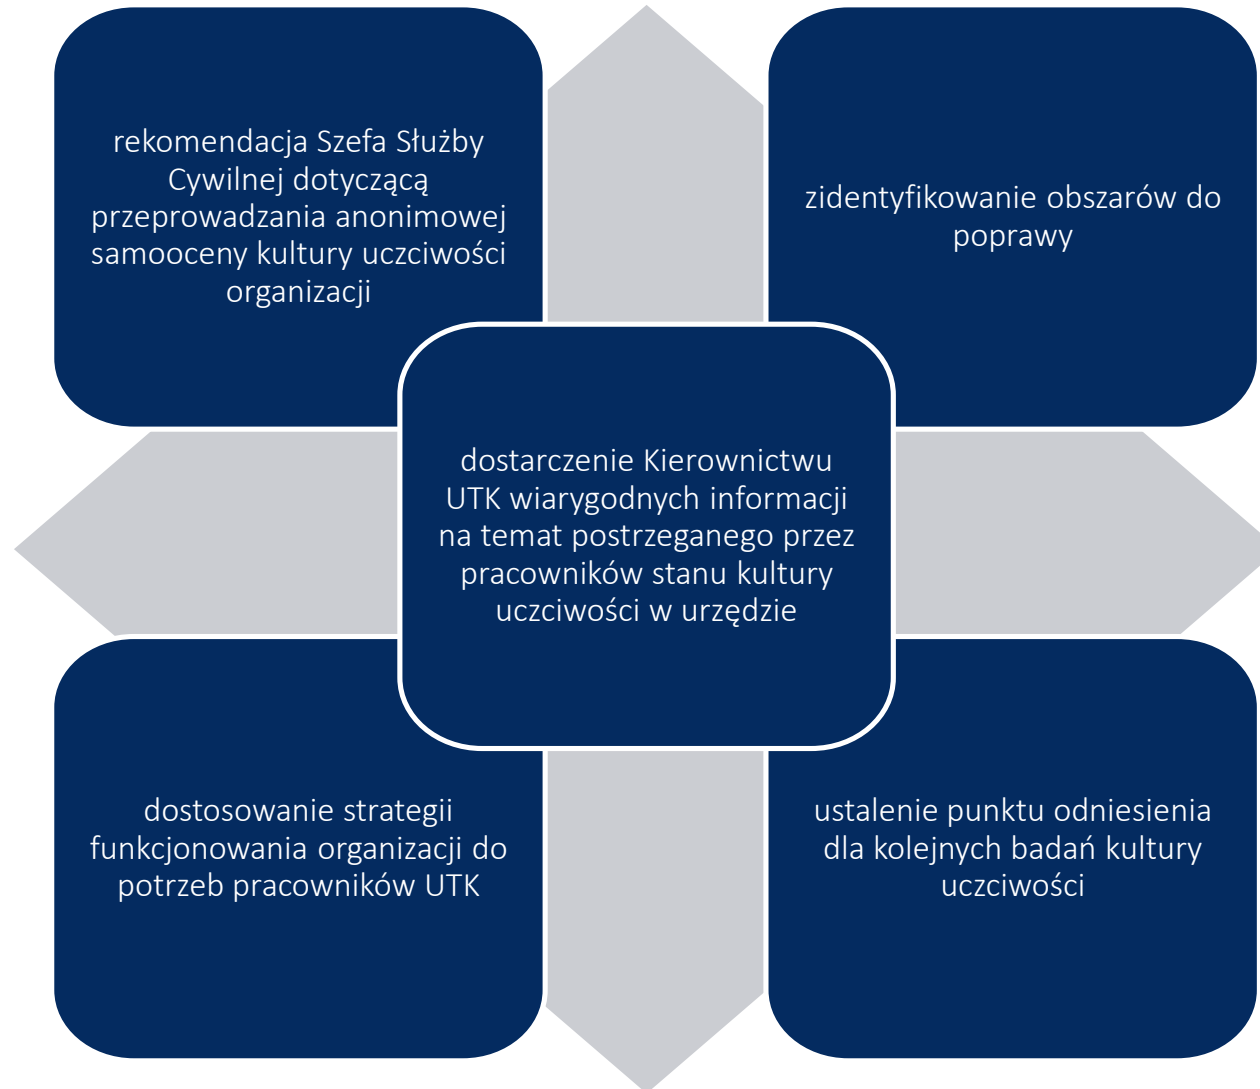 rekomendacja Szefa Służby
Cywilnej dotyczącą
przeprowadzania anonimowej
samooceny kultury uczciwości
organizacji
zidentyfikowanie obszarów do
poprawy
dostarczenie Kierownictwu
UTK wiarygodnych informacji
na temat postrzeganego przez
pracowników stanu kultury
uczciwości w urzędzie
dostosowanie strategii
funkcjonowania organizacji do
potrzeb pracowników UTK
ustalenie punktu odniesienia
dla kolejnych badań kultury
uczciwości